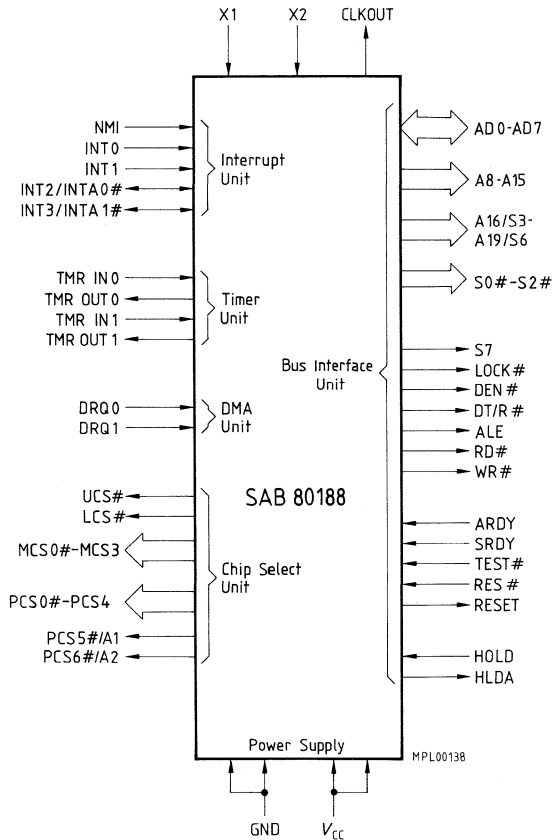 X1 X2 CLKOUT
NMI
INT0
INT1
INT2/INTA0#
INT3/INTA1#
Interrupt
Unit
TMR IN0
TMR OUT0
TMR IN1
TMR OUT1
Timer
Unit
DRQ0
DRQ1
DMA
Unit
UCS#
LCS#
MCS0#-MCS3
PCS0#-PCS4
PCS5#/A1
PCS6#/A2
Chip Select
Unit
SAB 80188
Bus Interface
Unit
AD0-AD7
A8-A15
A16/S3-
A19/S6
S0#-S2#
S7
LOCK#
DEN#
DT/R#
ALE
RD#
WR#
ARDY
SRDY
TEST#
RES#
RESET
HOLD
HLDA
Power Supply
MPL00138
GND VCC